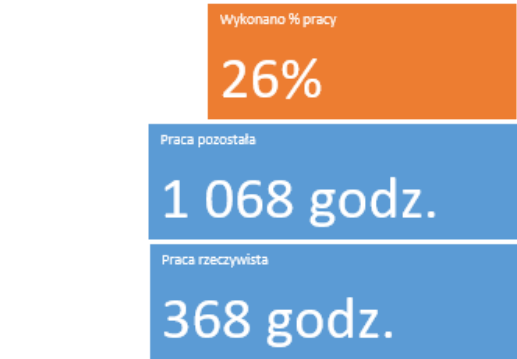 Wykonano % pracy
26%
Praca pozostała
1 068 godz.
Praca rzeczywista
368 godz.